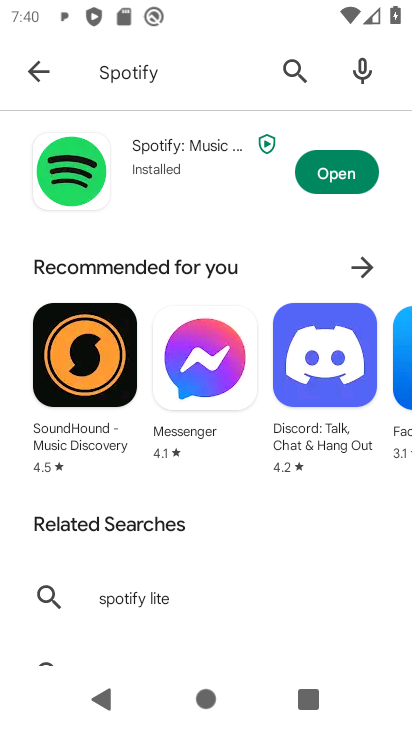 7:40
Spotify
Spotify: Music ...
Installed
Open
Recommended for you
SoundHound -
Music Discovery
4.5 ★
Messenger
4.1 ★
Discord: Talk,
Chat & Hang Out
4.2 ★
Fac
3.1
Related Searches
spotify lite